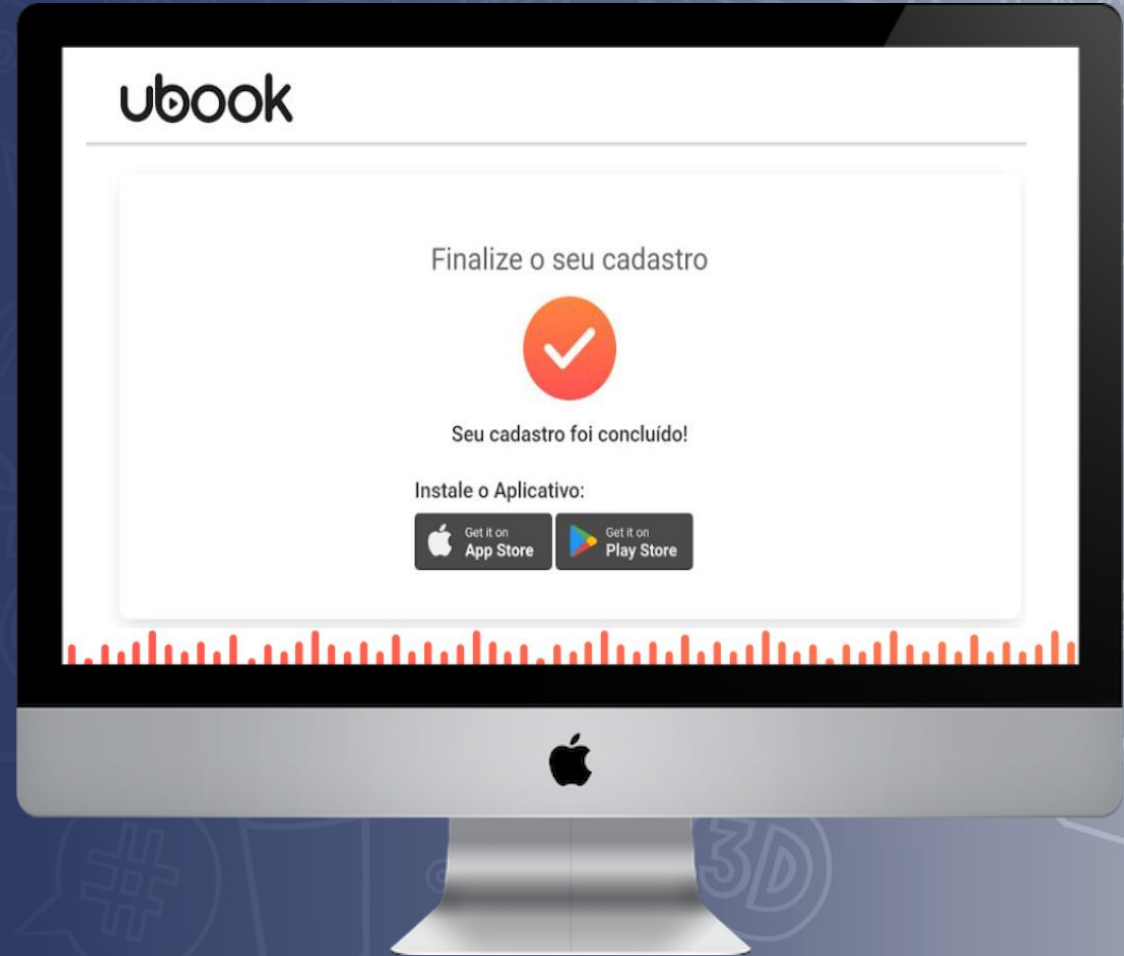 ubook
Finalize o seu cadastro
Seu cadastro foi concluído!
Instale o Aplicativo:
Get it on
App Store
Get it on
Play Store
#
3D